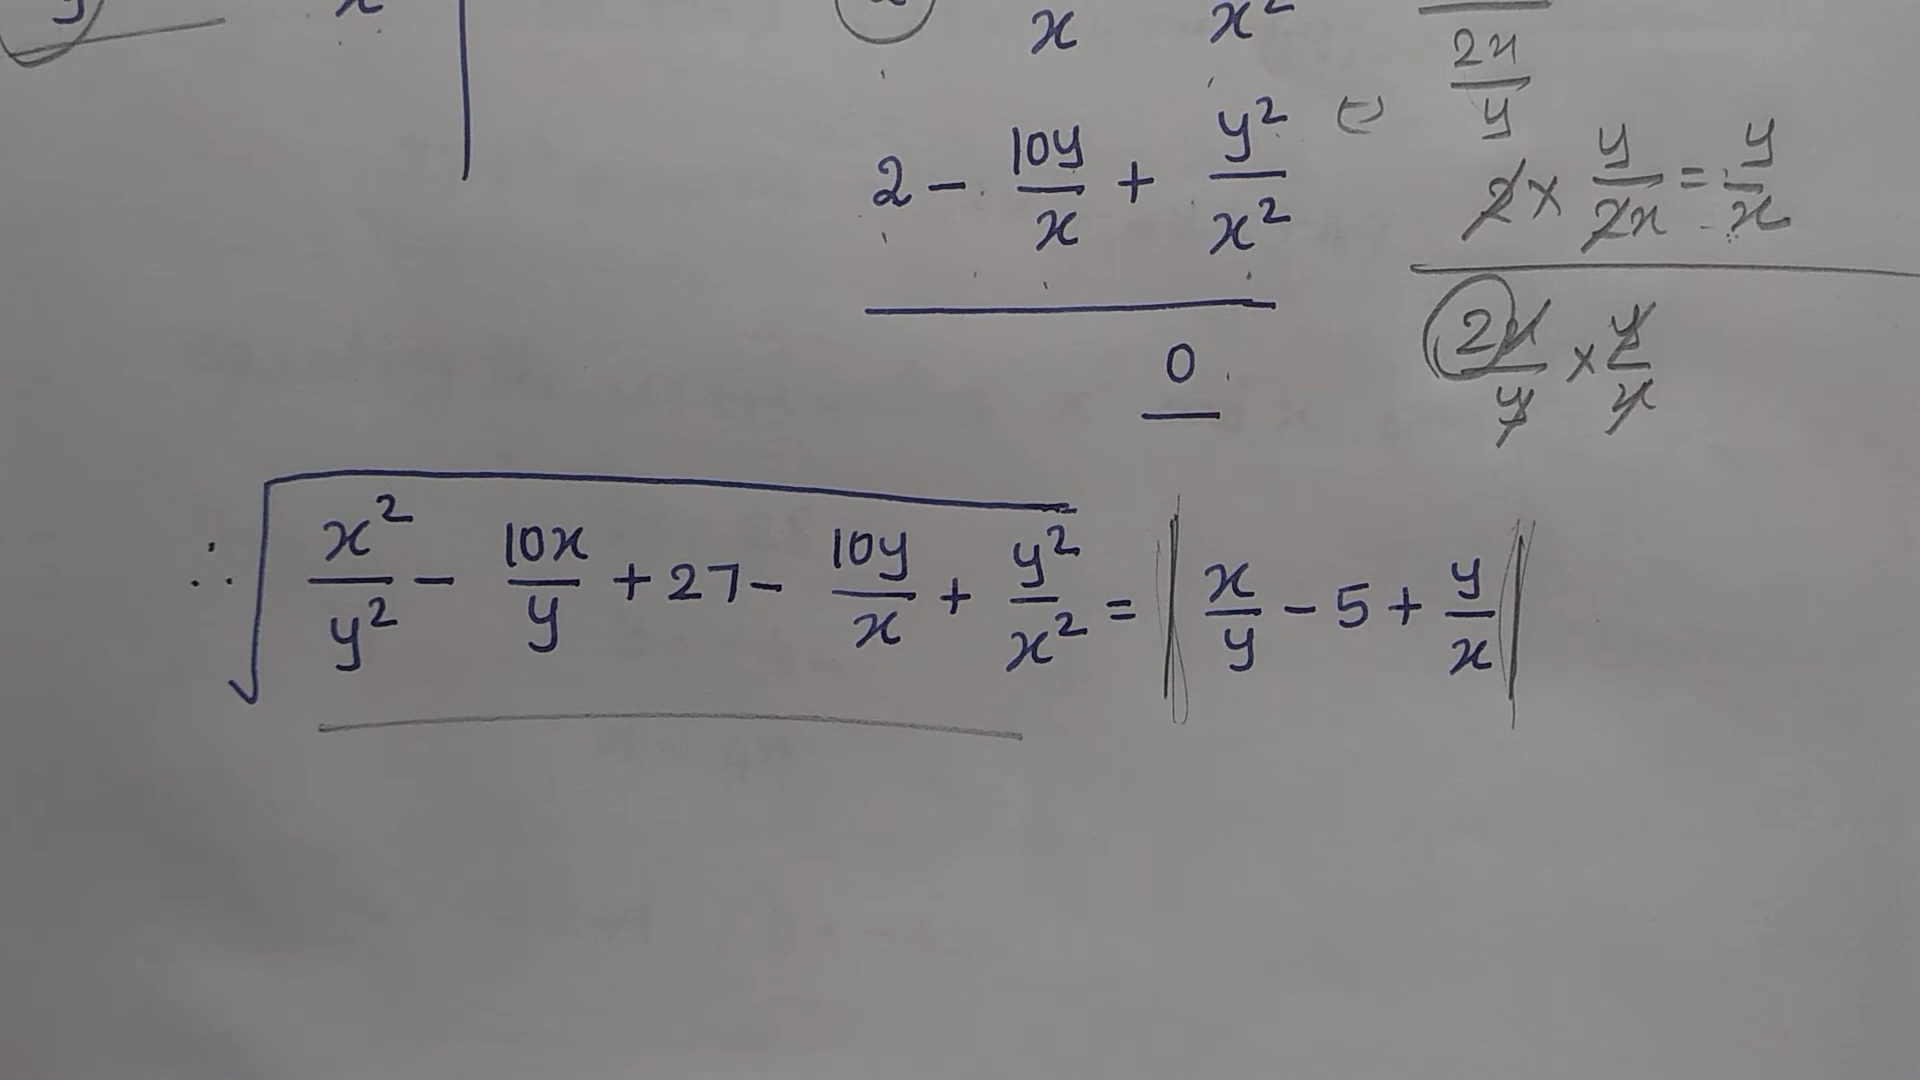 x x²
2 - 10y/x + y²/x²
0
∴ √(x²/y² - 10x/y + 27 - 10y/x + y²/x²) = | x/y - 5 + y/x |
2x/y
2 × y/2x = y/x
2x/y × y/x